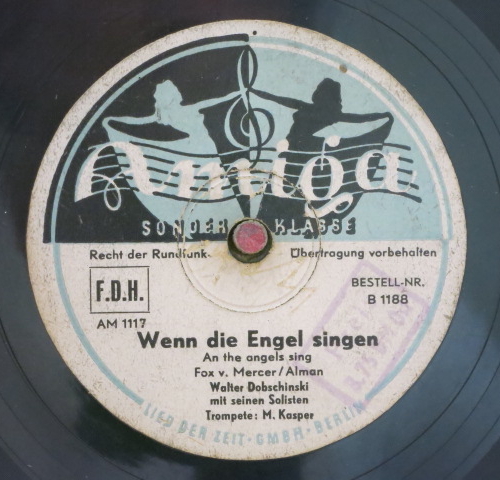 Amiga
SONDER KLASSE
Recht der Rundfunk- Übertragung vorbehalten
F.D.H.
BESTELL-NR.
B 1188
AM 1117
Wenn die Engel singen
An the angels sing
Fox v. Mercer/Alman
Walter Dobschinski
mit seinen Solisten
Trompete: M. Kasper
LIED DER ZEIT·GMBH·BERLIN